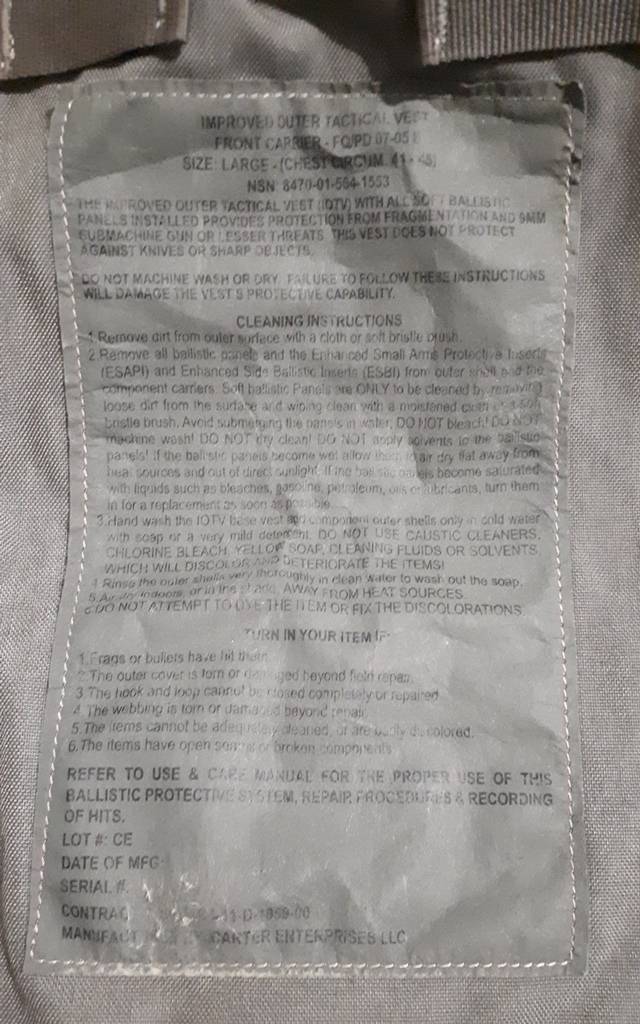 IMPROVED OUTER TACTICAL VEST
FRONT CARRIER - FQ/PD 07-05
SIZE: LARGE - (CHEST CIRCUM. 41 - 45)
NSN: 8470-01-564-1553
THE IMPROVED OUTER TACTICAL VEST (IOTV) WITH ALL SOFT BALLISTIC
PANELS INSTALLED PROVIDES PROTECTION FROM FRAGMENTATION AND 9MM
SUBMACHINE GUN OR LESSER THREATS. THIS VEST DOES NOT PROTECT
AGAINST KNIVES OR SHARP OBJECTS.
DO NOT MACHINE WASH OR DRY. FAILURE TO FOLLOW THESE INSTRUCTIONS
WILL DAMAGE THE VEST'S PROTECTIVE CAPABILITY.
CLEANING INSTRUCTIONS
1. Remove dirt from outer surface with a cloth or soft bristle brush.
2. Remove all ballistic panels and the Enhanced Small Arms Protective Inserts
(ESAPI) and Enhanced Side Ballistic Inserts (ESBI) from outer shell and the
component carriers. Soft ballistic Panels are ONLY to be cleaned by removing
loose dirt from the surface and wiping clean with a moistened cloth or a soft
bristle brush. Avoid submerging the panels in water, DO NOT bleach! DO NOT
machine wash! DO NOT dry clean! DO NOT apply solvents to the ballistic
panels! If the ballistic panels become wet allow them to air dry flat away from
heat sources and out of direct sunlight. If the ballistic panels become saturated
with liquids such as bleaches, gasoline, petroleum, oils or lubricants, turn them
in for a replacement as soon as possible.
3. Hand wash the IOTV base vest and component outer shells only in cold water
with soap or a very mild detergent. DO NOT USE CAUSTIC CLEANERS,
CHLORINE BLEACH, YELLOW SOAP, CLEANING FLUIDS OR SOLVENTS,
WHICH WILL DISCOLOR AND DETERIORATE THE ITEMS!
4. Rinse the outer shells very thoroughly in clean water to wash out the soap.
5. Air dry indoors, or in the shade, AWAY FROM HEAT SOURCES.
6. DO NOT ATTEMPT TO DYE THE ITEM OR FIX THE DISCOLORATIONS
TURN IN YOUR ITEM IF:
1. Frags or bullets have hit them.
2. The outer cover is torn or damaged beyond field repair.
3. The hook and loop cannot be closed completely or repaired
4. The webbing is torn or damaged beyond repair.
5. The items cannot be adequately cleaned, or are badly discolored.
6. The items have open seams or broken components
REFER TO USE & CARE MANUAL FOR THE PROPER USE OF THIS
BALLISTIC PROTECTIVE SYSTEM, REPAIR PROCEDURES & RECORDING
OF HITS.
LOT #: CE
DATE OF MFG:
SERIAL #:
CONTRAC D-1059-00
MANUFACT CARTER ENTERPRISES LLC